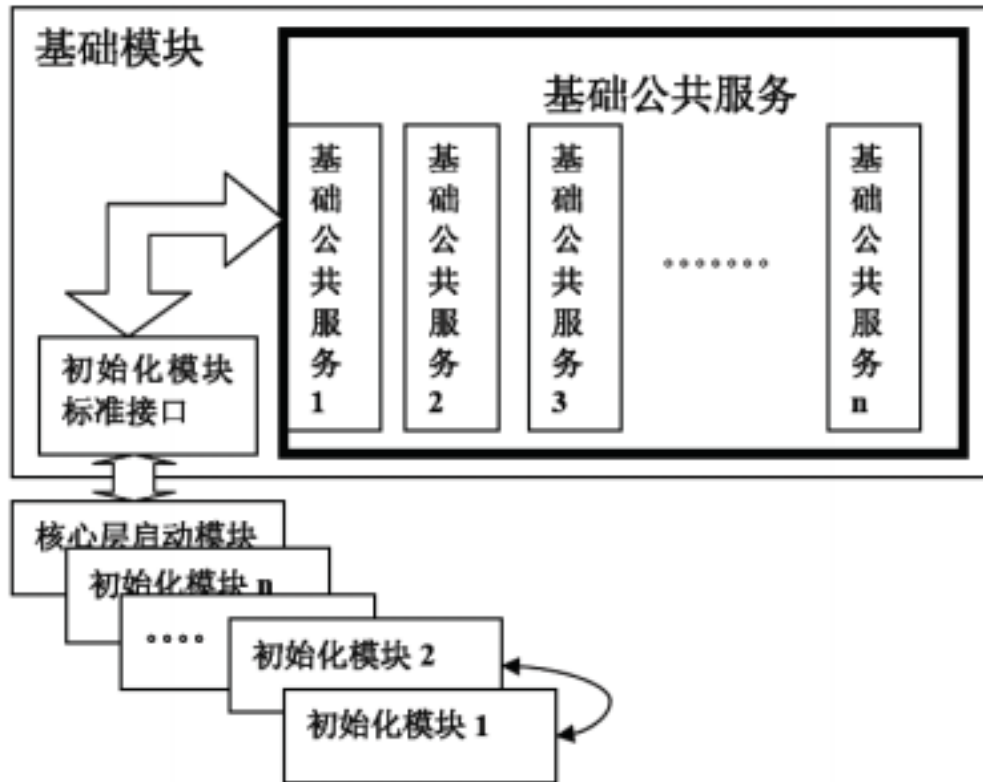 基础模块
基础公共服务
基础公共服务1
基础公共服务2
基础公共服务3
。。。。。。。
基础公共服务n
初始化模块
标准接口
核心层启动模块
初始化模块 n
。。。。
初始化模块 2
初始化模块 1